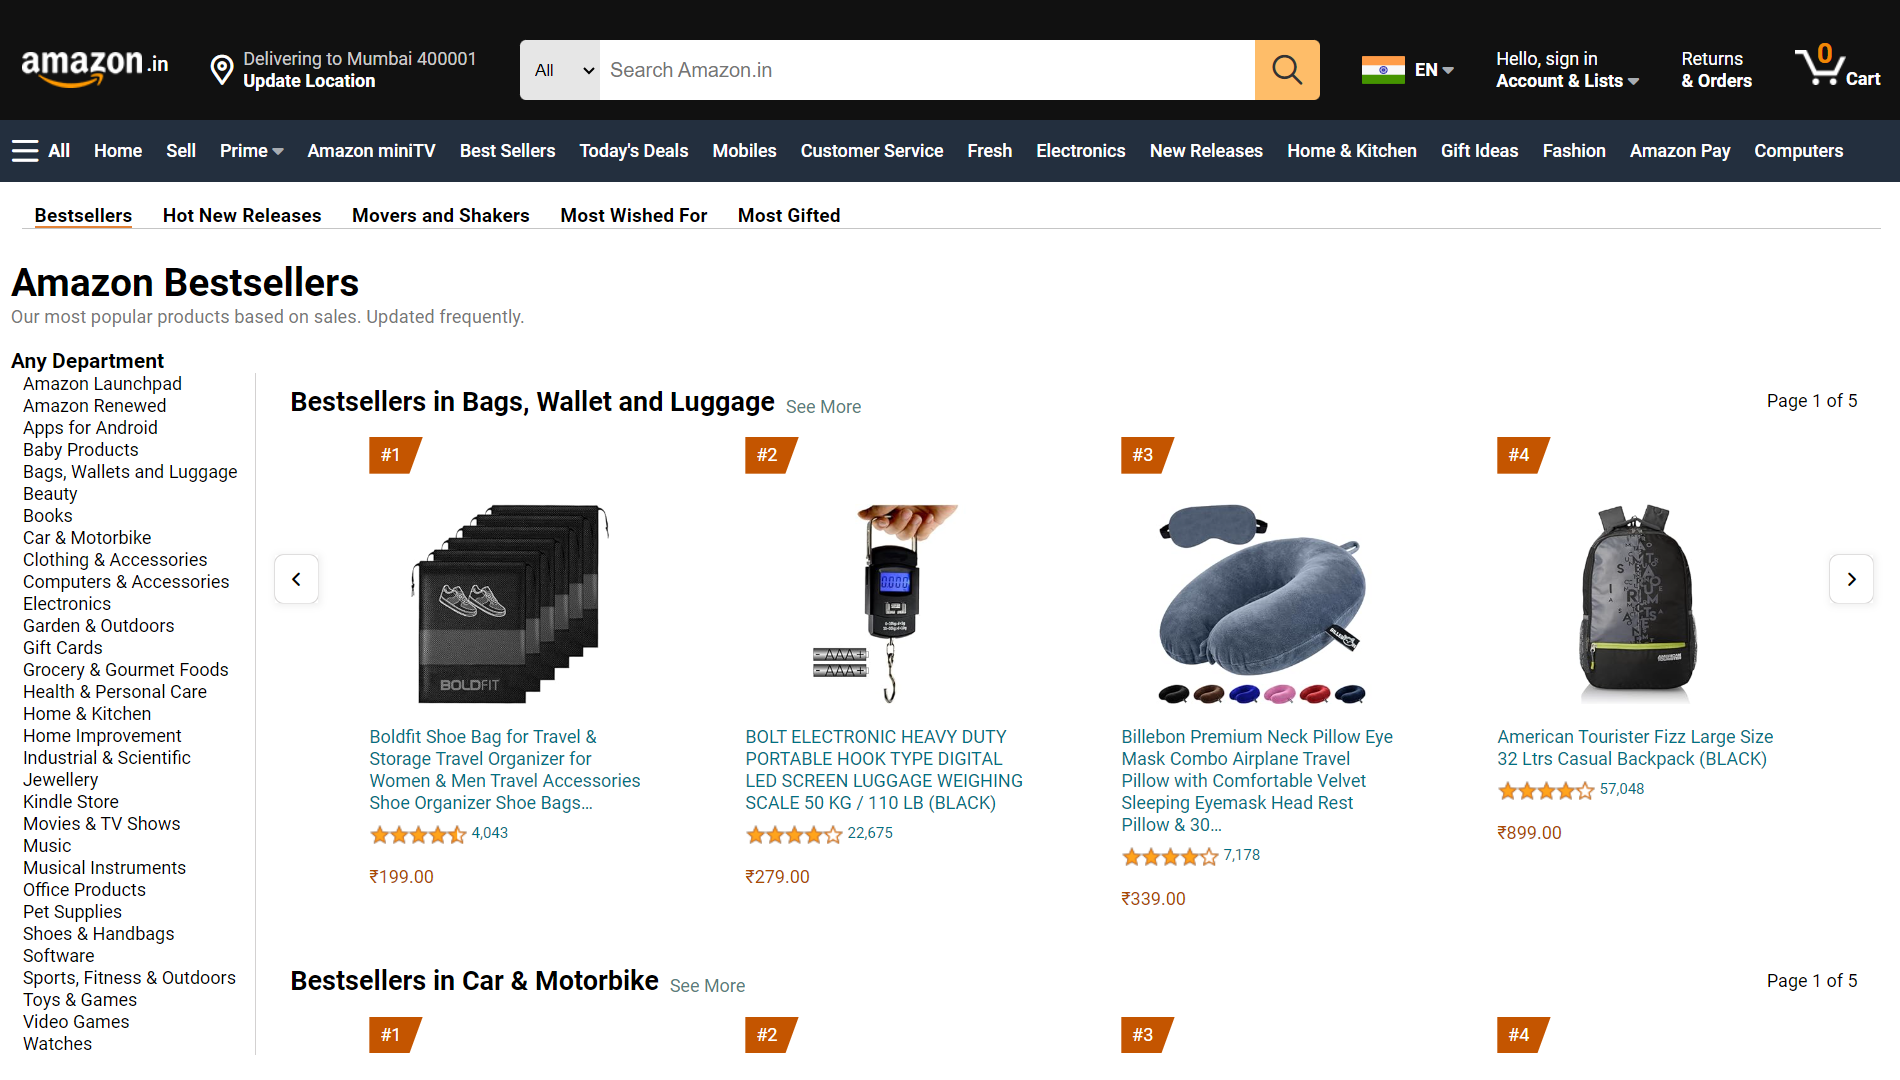 amazon.in
Delivering to Mumbai 400001
Update Location
All
Search Amazon.in
EN
Hello, sign in
Account & Lists
Returns
& Orders
0
Cart
All Home Sell Prime Amazon miniTV Best Sellers Today's Deals Mobiles Customer Service Fresh Electronics New Releases Home & Kitchen Gift Ideas Fashion Amazon Pay Computers
Bestsellers Hot New Releases Movers and Shakers Most Wished For Most Gifted
Amazon Bestsellers
Our most popular products based on sales. Updated frequently.
Any Department
Amazon Launchpad
Amazon Renewed
Apps for Android
Baby Products
Bags, Wallets and Luggage
Beauty
Books
Car & Motorbike
Clothing & Accessories
Computers & Accessories
Electronics
Garden & Outdoors
Gift Cards
Grocery & Gourmet Foods
Health & Personal Care
Home & Kitchen
Home Improvement
Industrial & Scientific
Jewellery
Kindle Store
Movies & TV Shows
Music
Musical Instruments
Office Products
Pet Supplies
Shoes & Handbags
Software
Sports, Fitness & Outdoors
Toys & Games
Video Games
Watches
Bestsellers in Bags, Wallet and Luggage See More
Page 1 of 5
#1
BOLDFIT
Boldfit Shoe Bag for Travel &
Storage Travel Organizer for
Women & Men Travel Accessories
Shoe Organizer Shoe Bags...
4,043
₹199.00
#2
0.000
- AAA +
- AAA +
BOLT ELECTRONIC HEAVY DUTY
PORTABLE HOOK TYPE DIGITAL
LED SCREEN LUGGAGE WEIGHING
SCALE 50 KG / 110 LB (BLACK)
22,675
₹279.00
#3
Billebon Premium Neck Pillow Eye
Mask Combo Airplane Travel
Pillow with Comfortable Velvet
Sleeping Eyemask Head Rest
Pillow & 30...
7,178
₹339.00
#4
American Tourister Fizz Large Size
32 Ltrs Casual Backpack (BLACK)
57,048
₹899.00
Bestsellers in Car & Motorbike See More
Page 1 of 5
#1
#2
#3
#4